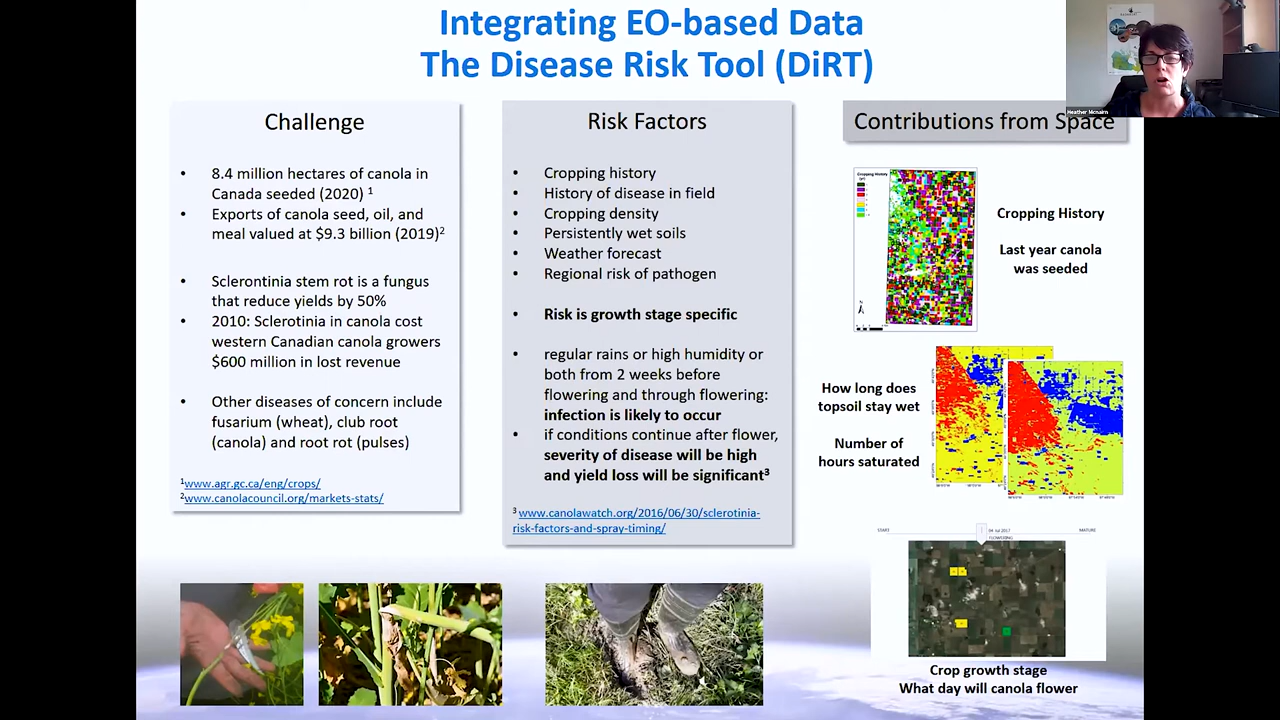 Integrating EO-based Data
The Disease Risk Tool (DiRT)
Heather Mcnairn
Challenge
• 8.4 million hectares of canola in
Canada seeded (2020) 1
• Exports of canola seed, oil, and
meal valued at $9.3 billion (2019)2
• Sclerontinia stem rot is a fungus
that reduce yields by 50%
• 2010: Sclerotinia in canola cost
western Canadian canola growers
$600 million in lost revenue
• Other diseases of concern include
fusarium (wheat), club root
(canola) and root rot (pulses)
1www.agr.gc.ca/eng/crops/
2www.canolacouncil.org/markets-stats/
Risk Factors
• Cropping history
• History of disease in field
• Cropping density
• Persistently wet soils
• Weather forecast
• Regional risk of pathogen
• Risk is growth stage specific
• regular rains or high humidity or
both from 2 weeks before
flowering and through flowering:
infection is likely to occur
• if conditions continue after flower,
severity of disease will be high
and yield loss will be significant3
3 www.canolawatch.org/2016/06/30/sclerotinia-
risk-factors-and-spray-timing/
Contributions from Space
Cropping History
Cropping History
Last year canola
was seeded
How long does
topsoil stay wet
Number of
hours saturated
START
04 Jul 2017
MATURE
FLOWERING
Crop growth stage
What day will canola flower